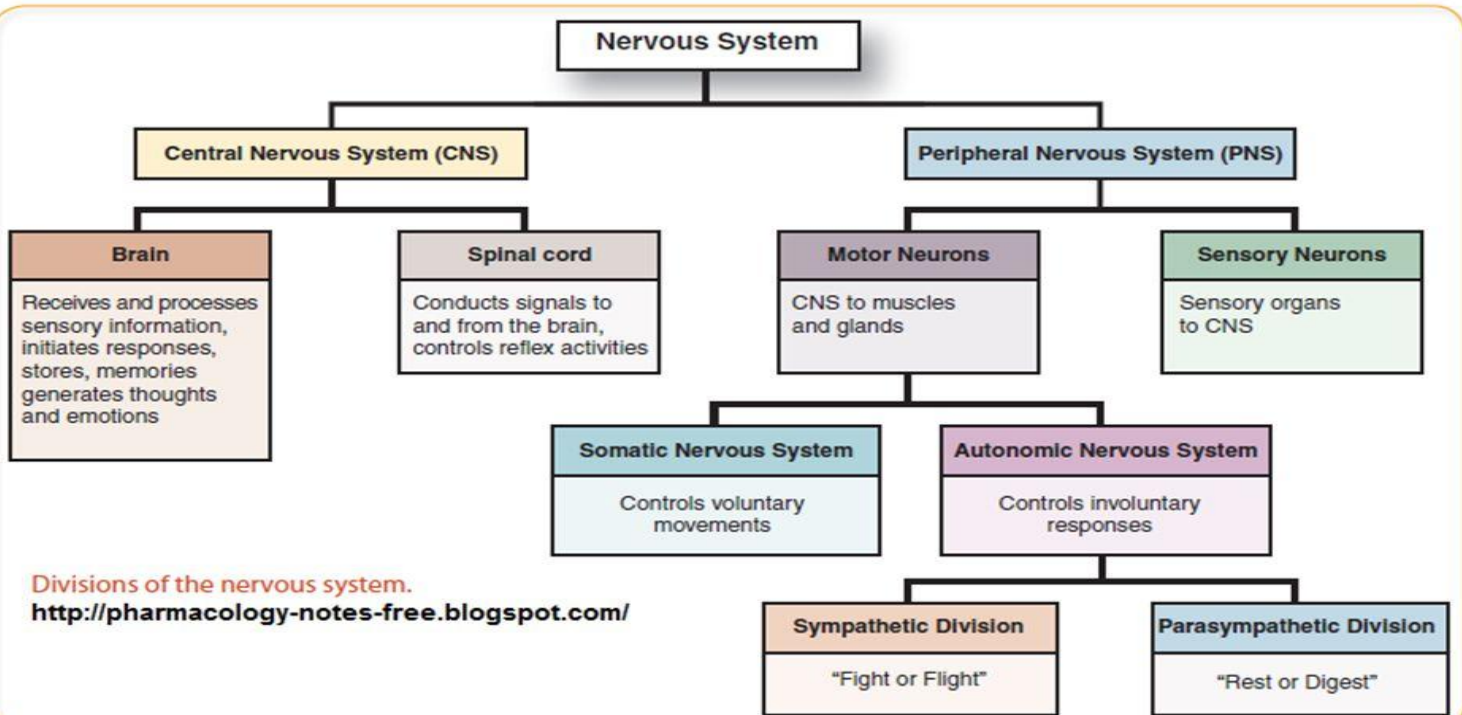 Nervous System
Central Nervous System (CNS)
Peripheral Nervous System (PNS)
Brain
Receives and processes
sensory information,
initiates responses,
stores, memories
generates thoughts
and emotions
Spinal cord
Conducts signals to
and from the brain,
controls reflex activities
Motor Neurons
CNS to muscles
and glands
Sensory Neurons
Sensory organs
to CNS
Somatic Nervous System
Controls voluntary
movements
Autonomic Nervous System
Controls involuntary
responses
Sympathetic Division
“Fight or Flight”
Parasympathetic Division
“Rest or Digest”
Divisions of the nervous system.
http://pharmacology-notes-free.blogspot.com/